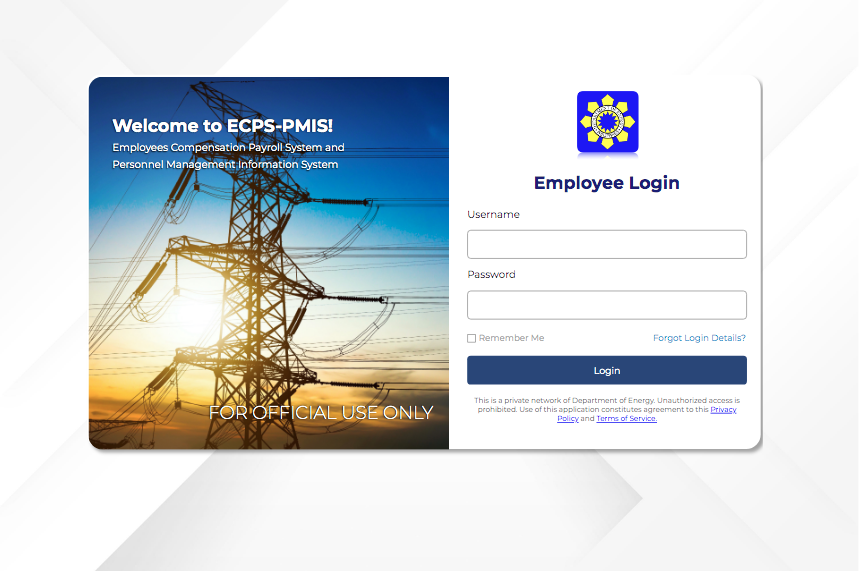 Welcome to ECPS-PMIS!
Employees Compensation Payroll System and
Personnel Management Information System
FOR OFFICIAL USE ONLY
Employee Login
Username
Password
Remember Me
Forgot Login Details?
Login
This is a private network of Department of Energy. Unauthorized access is
prohibited. Use of this application constitutes agreement to this Privacy
Policy and Terms of Service.